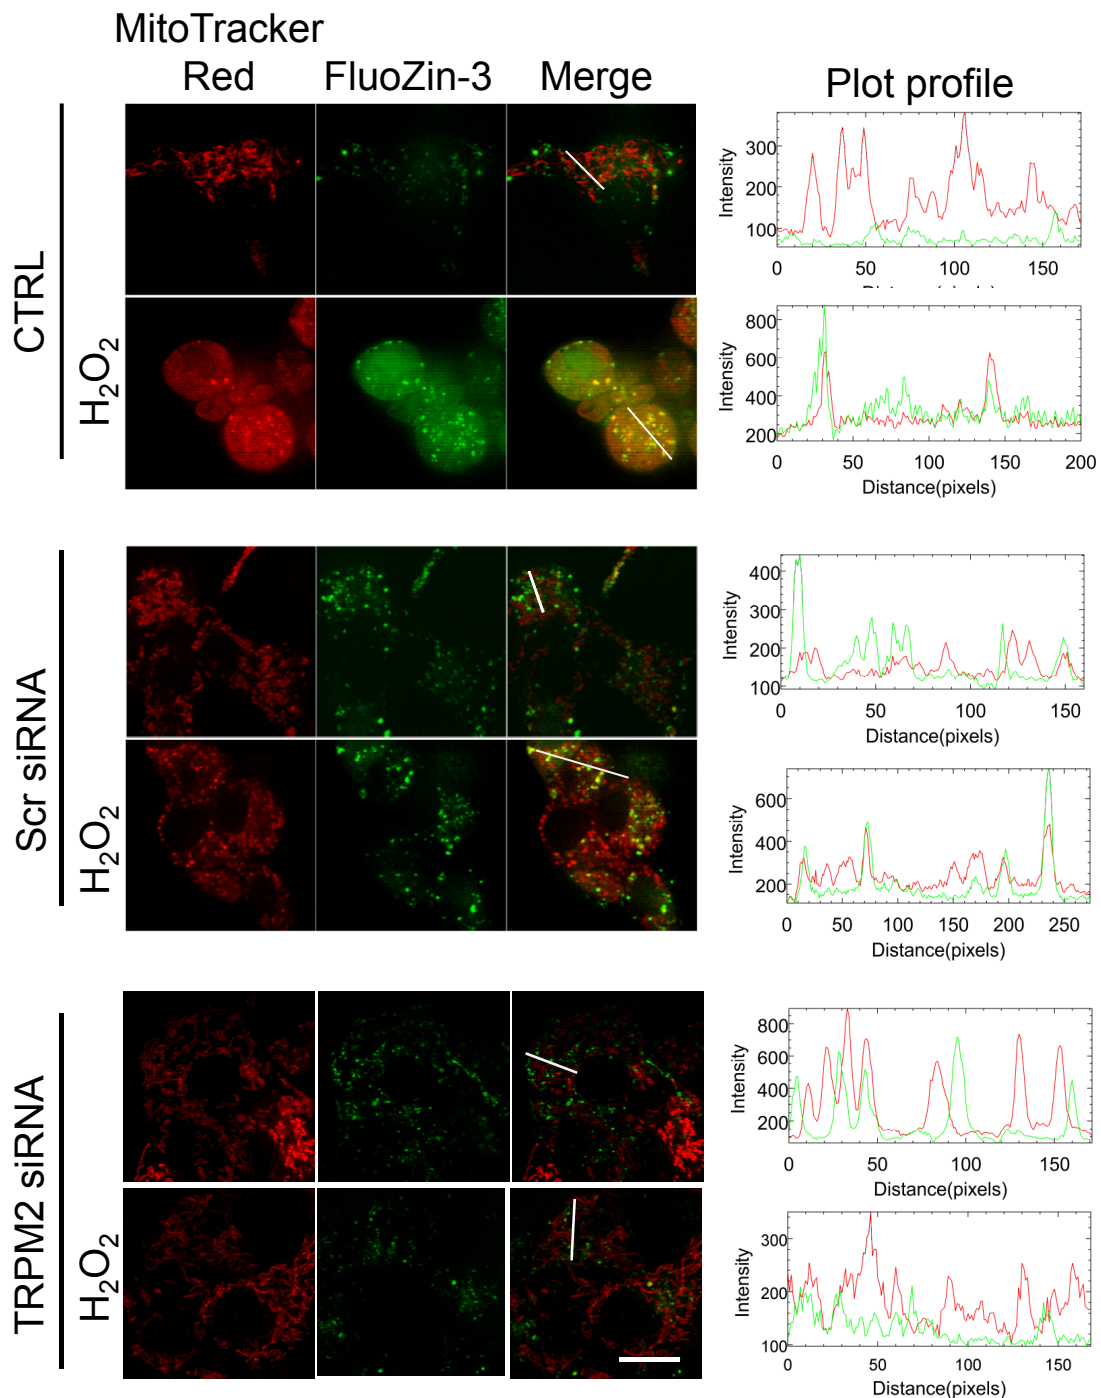 MitoTracker
Red FluoZin-3 Merge Plot profile
CTRL
H2O2
Intensity
300
200
100
0 50 100 150
Intensity
800
600
400
200
0 50 100 150 200
Distance(pixels)
Scr siRNA
H2O2
Intensity
400
300
200
100
0 50 100 150
Distance(pixels)
Intensity
600
400
200
0 50 100 150 200 250
Distance(pixels)
TRPM2 siRNA
H2O2
Intensity
800
600
400
200
0 50 100 150
Distance(pixels)
Intensity
300
200
100
0 50 100 150
Distance(pixels)